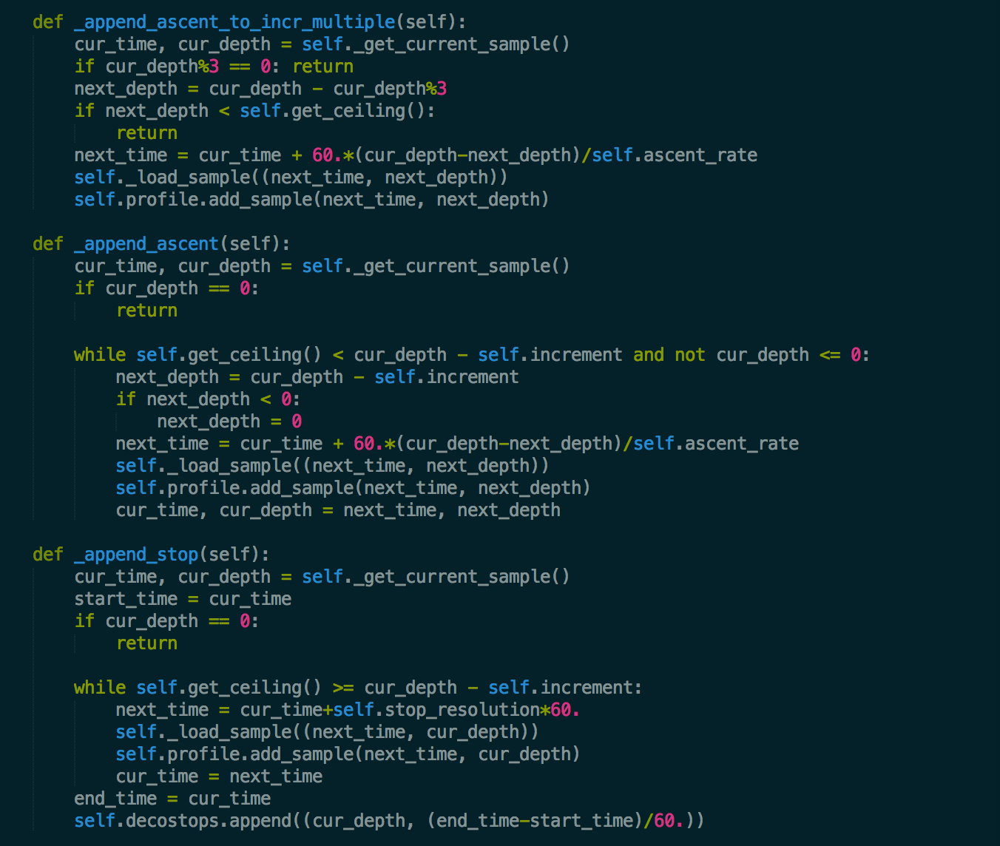 def _append_ascent_to_incr_multiple(self):
    cur_time, cur_depth = self._get_current_sample()
    if cur_depth%3 == 0: return
    next_depth = cur_depth - cur_depth%3
    if next_depth < self.get_ceiling():
        return
    next_time = cur_time + 60.*(cur_depth-next_depth)/self.ascent_rate
    self._load_sample((next_time, next_depth))
    self.profile.add_sample(next_time, next_depth)

def _append_ascent(self):
    cur_time, cur_depth = self._get_current_sample()
    if cur_depth == 0:
        return

    while self.get_ceiling() < cur_depth - self.increment and not cur_depth <= 0:
        next_depth = cur_depth - self.increment
        if next_depth < 0:
            next_depth = 0
        next_time = cur_time + 60.*(cur_depth-next_depth)/self.ascent_rate
        self._load_sample((next_time, next_depth))
        self.profile.add_sample(next_time, next_depth)
        cur_time, cur_depth = next_time, next_depth

def _append_stop(self):
    cur_time, cur_depth = self._get_current_sample()
    start_time = cur_time
    if cur_depth == 0:
        return

    while self.get_ceiling() >= cur_depth - self.increment:
        next_time = cur_time+self.stop_resolution*60.
        self._load_sample((next_time, cur_depth))
        self.profile.add_sample(next_time, cur_depth)
        cur_time = next_time
    end_time = cur_time
    self.decostops.append((cur_depth, (end_time-start_time)/60.))